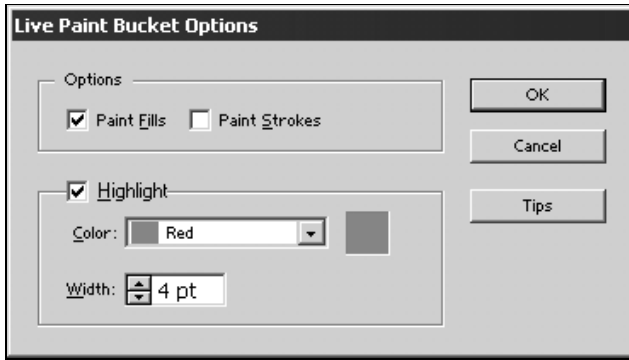 Live Paint Bucket Options
Options
Paint Fills Paint Strokes
OK
Cancel
Highlight
Tips
Color: Red
Width: 4 pt